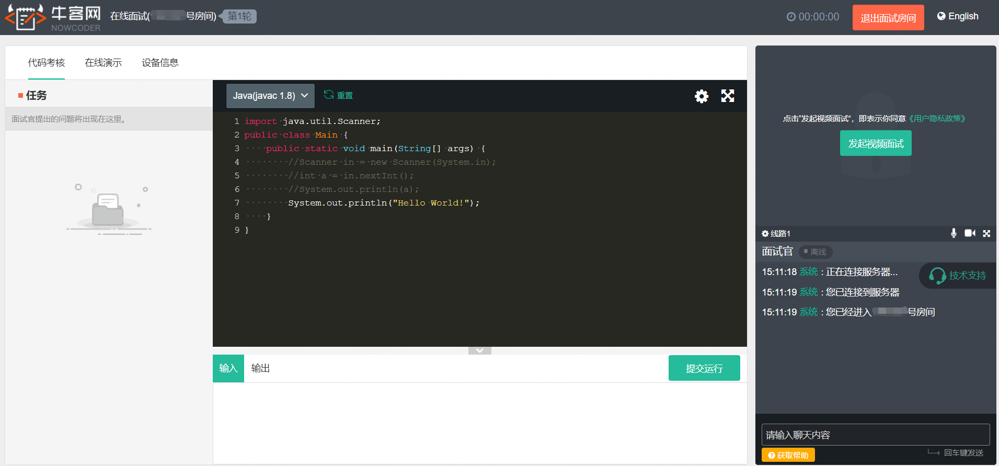 牛客网
NOWCODER
在线面试(
号房间)
第1轮
00:00:00
退出面试房间
English
代码考核
在线演示
设备信息
任务
面试官提出的问题将出现在这里。
Java(javac 1.8)
重置
1 import java.util.Scanner;
2 public class Main {
3 public static void main(String[] args) {
4 //Scanner in = new Scanner(System.in);
5 //int a = in.nextInt();
6 //System.out.println(a);
7 System.out.println("Hello World!");
8 }
9 }
输入
输出
提交运行
点击“发起视频面试”，即表示你同意《用户隐私政策》
发起视频面试
线路1
面试官
离线
15:11:18 系统 : 正在连接服务器...
技术支持
15:11:19 系统 : 您已连接到服务器
15:11:19 系统 : 您已经进入
号房间
请输入聊天内容
获取帮助
回车键发送